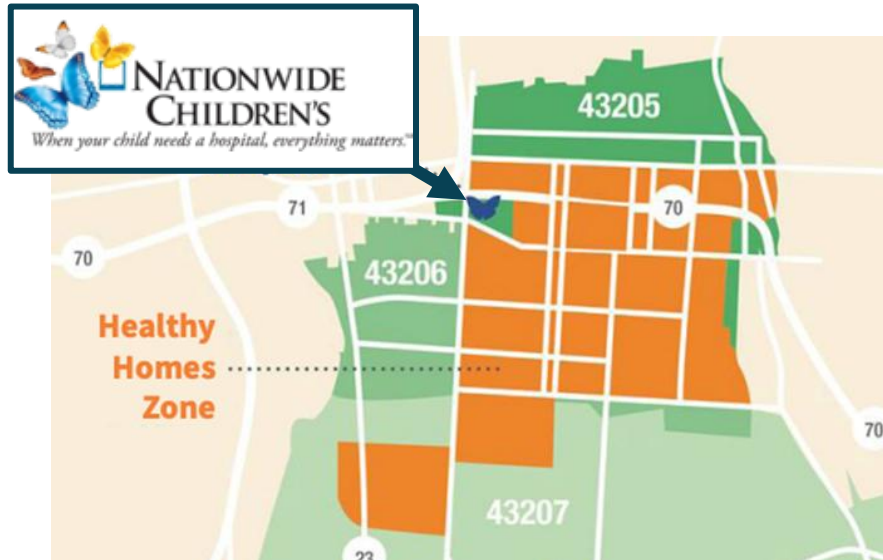 NATIONWIDE
CHILDREN'S
When your child needs a hospital, everything matters.℠
43205
71
70
70
43206
Healthy
Homes
Zone
70
43207
23